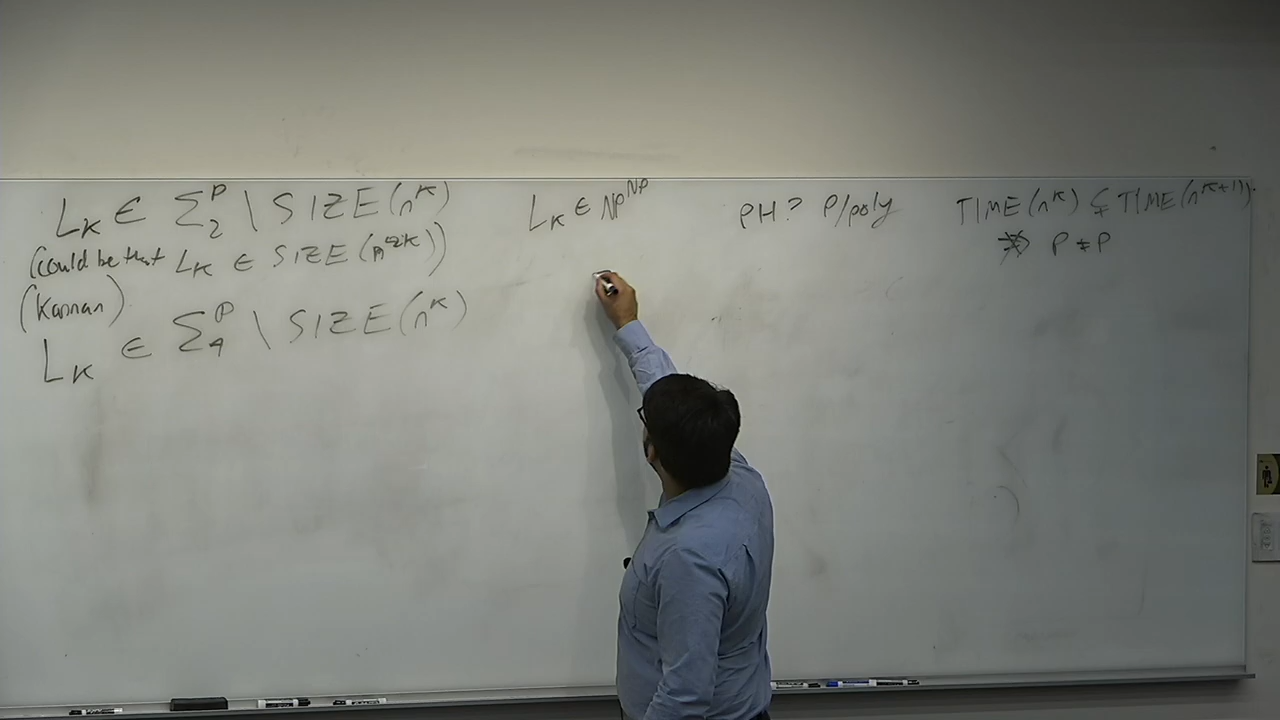 L_K ∈ Σ_2^P \ SIZE(n^K)
(could be that L_K ∈ SIZE(n^2K))
(Kannan)
L_K ∈ Σ_4^P \ SIZE(n^K)
L_K ∈ NP^NP
PH ? P/poly
TIME(n^K) ⊊ TIME(n^K+1).
⇏ P ≠ P